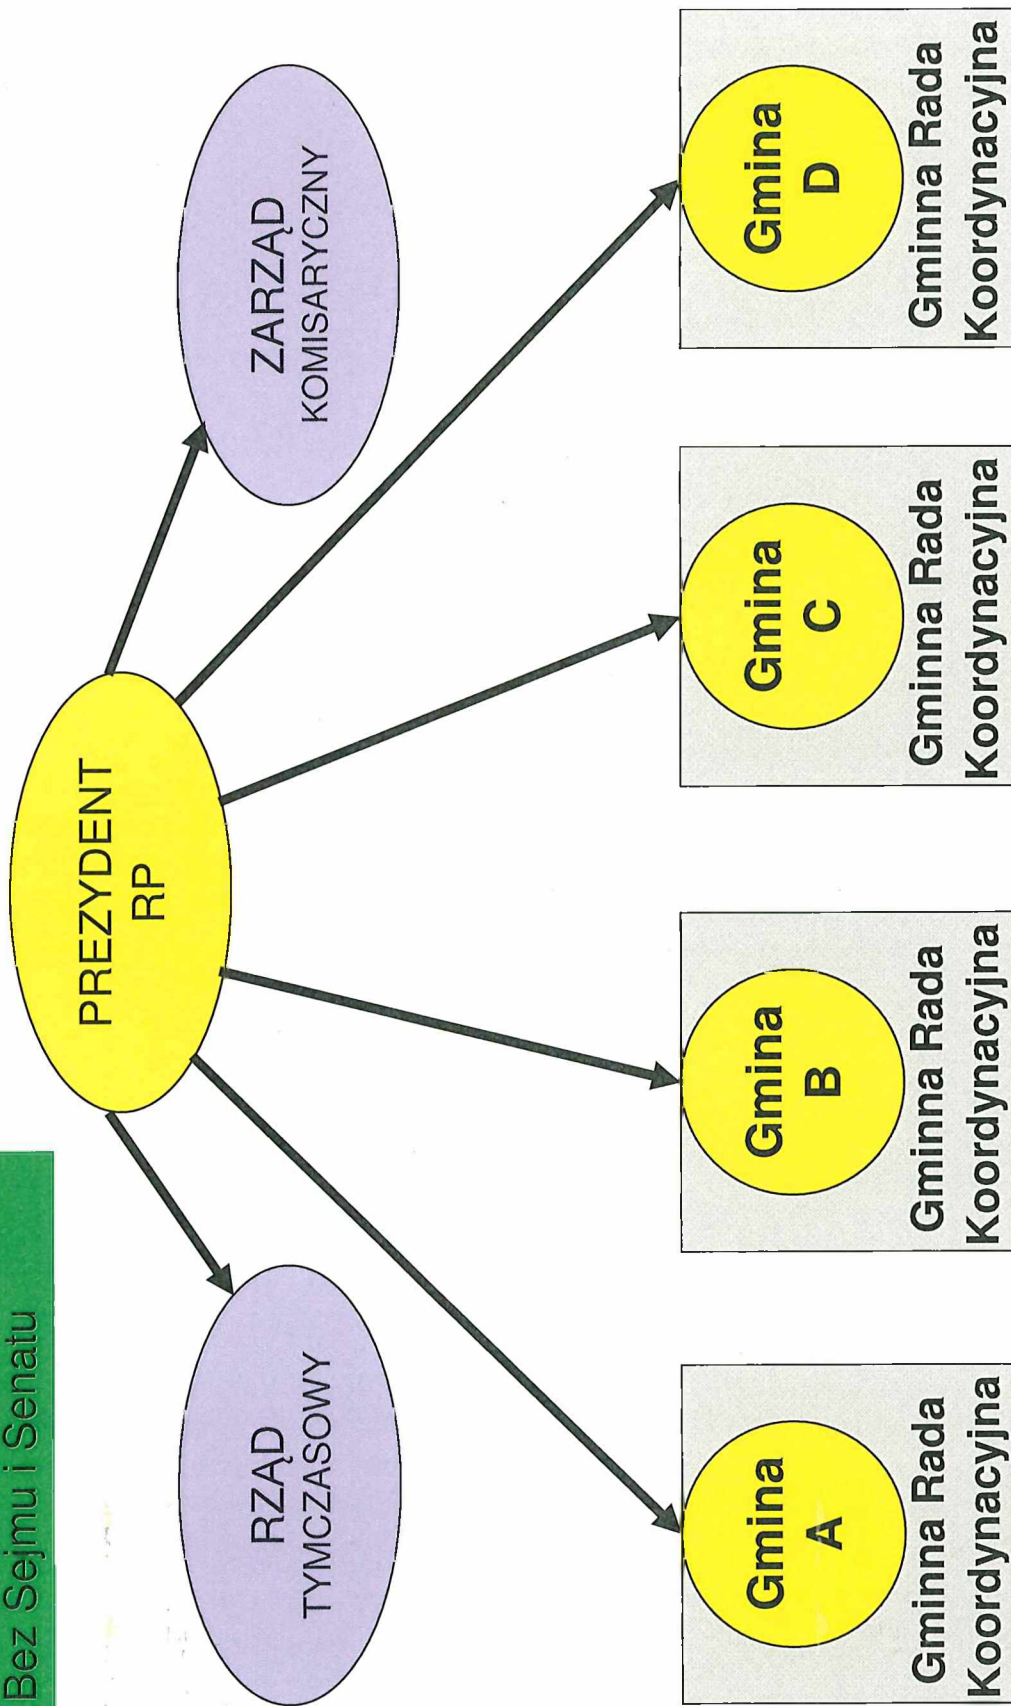 Bez Sejmu i Senatu
PREZYDENT
RP
RZĄD
TYMCZASOWY
ZARZĄD
KOMISARYCZNY
Gmina
A
Gminna Rada
Koordynacyjna
Gmina
B
Gminna Rada
Koordynacyjna
Gmina
C
Gminna Rada
Koordynacyjna
Gmina
D
Gminna Rada
Koordynacyjna